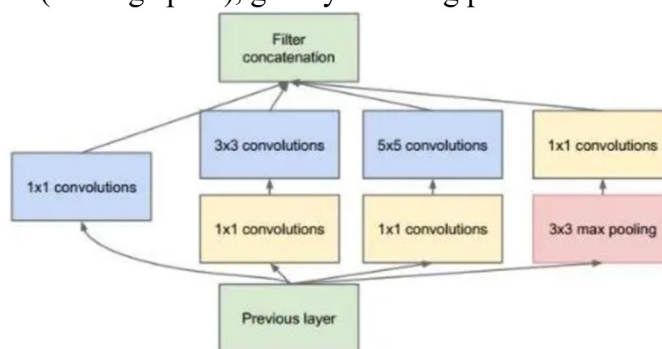 Filter
concatenation
3x3 convolutions
5x5 convolutions
1x1 convolutions
1x1 convolutions
1x1 convolutions
1x1 convolutions
3x3 max pooling
Previous layer